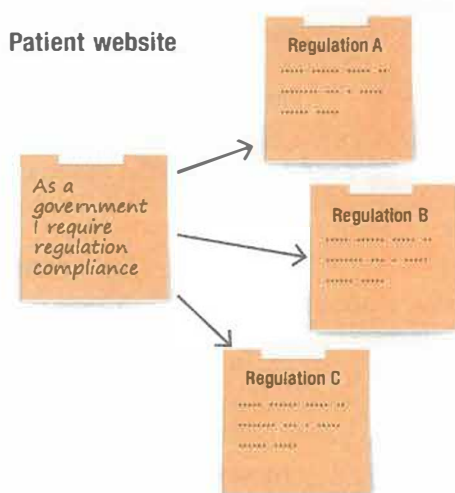 Patient website
Regulation A
As a
government
I require
regulation
compliance
Regulation B
Regulation C